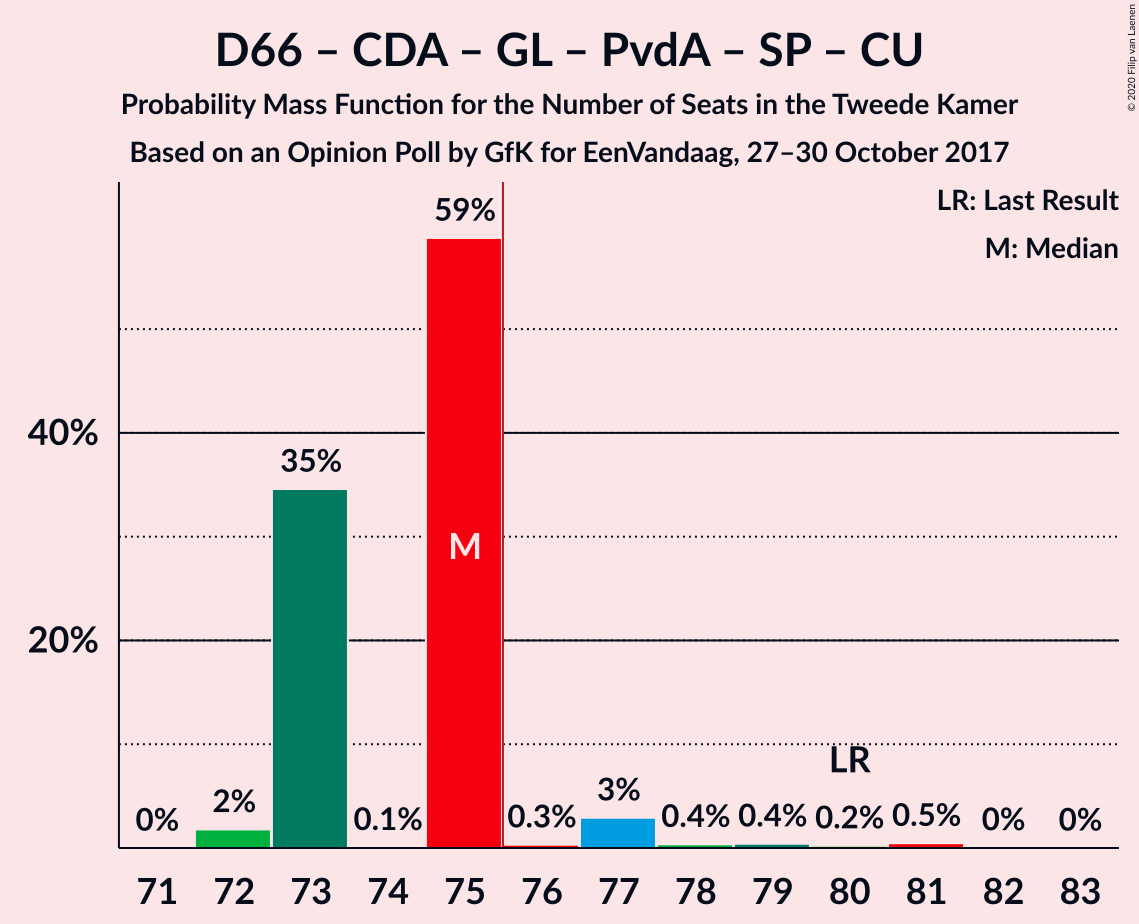 D66 – CDA – GL – PvdA – SP – CU
Probability Mass Function for the Number of Seats in the Tweede Kamer
Based on an Opinion Poll by GfK for EenVandaag, 27–30 October 2017
© 2020 Filip van Laenen
LR: Last Result
M: Median
59%
40%
35%
M
20%
LR
0%
2%
0.1%
0.3%
3%
0.4%
0.4%
0.2%
0.5%
0%
0%
71 72 73 74 75 76 77 78 79 80 81 82 83